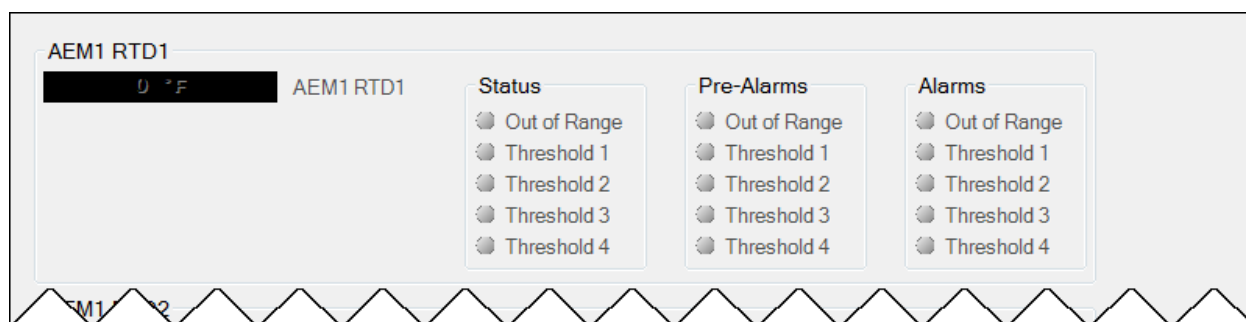 AEM1 RTD1
0 °F
AEM1 RTD1
Status
Out of Range
Threshold 1
Threshold 2
Threshold 3
Threshold 4
Pre-Alarms
Out of Range
Threshold 1
Threshold 2
Threshold 3
Threshold 4
Alarms
Out of Range
Threshold 1
Threshold 2
Threshold 3
Threshold 4